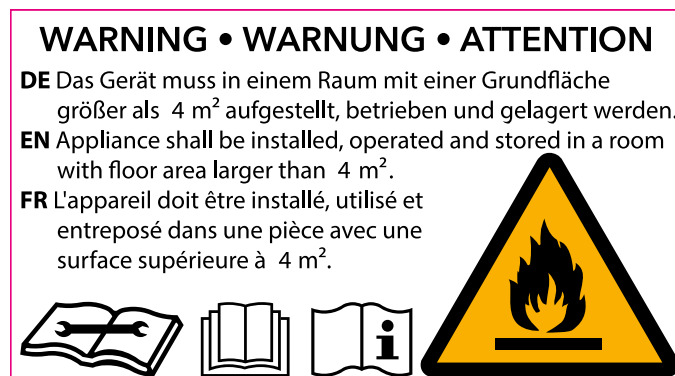 WARNING • WARNUNG • ATTENTION
DE Das Gerät muss in einem Raum mit einer Grundfläche
größer als 4 m² aufgestellt, betrieben und gelagert werden.
EN Appliance shall be installed, operated and stored in a room
with floor area larger than 4 m².
FR L'appareil doit être installé, utilisé et
entreposé dans une pièce avec une
surface supérieure à 4 m².
i